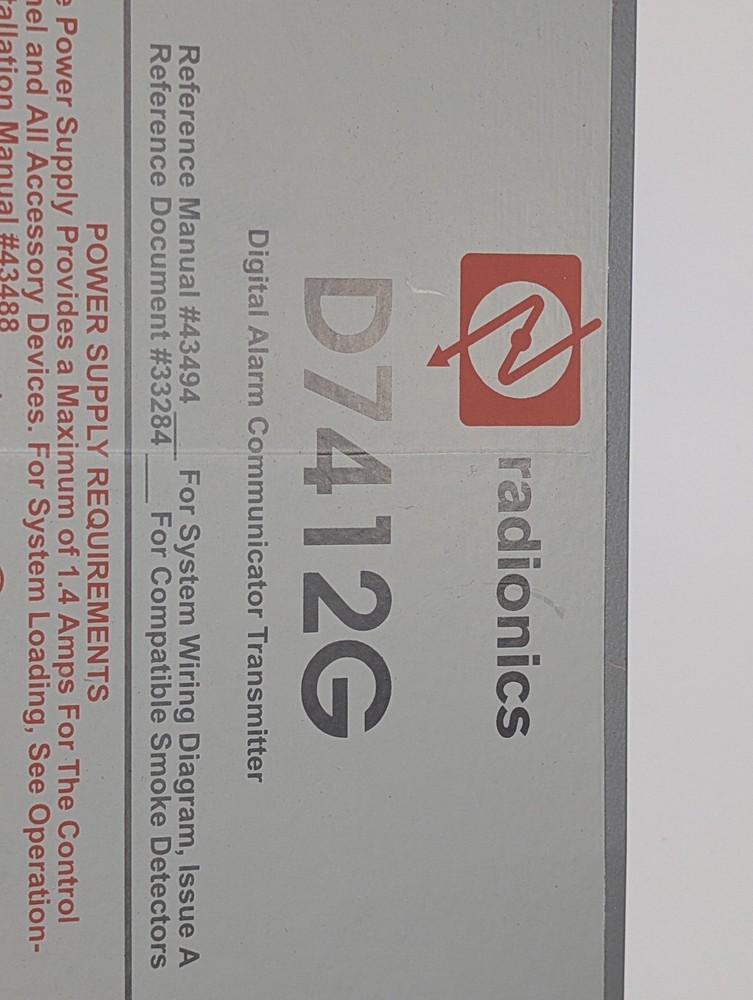 radionics
D7412G
Digital Alarm Communicator Transmitter
Reference Manual #43494___ For System Wiring Diagram, Issue A
Reference Document #33284 ___ For Compatible Smoke Detectors
POWER SUPPLY REQUIREMENTS
Power Supply Provides a Maximum of 1.4 Amps For The Control
and All Accessory Devices. For System Loading, See Operation-
Manual #43488